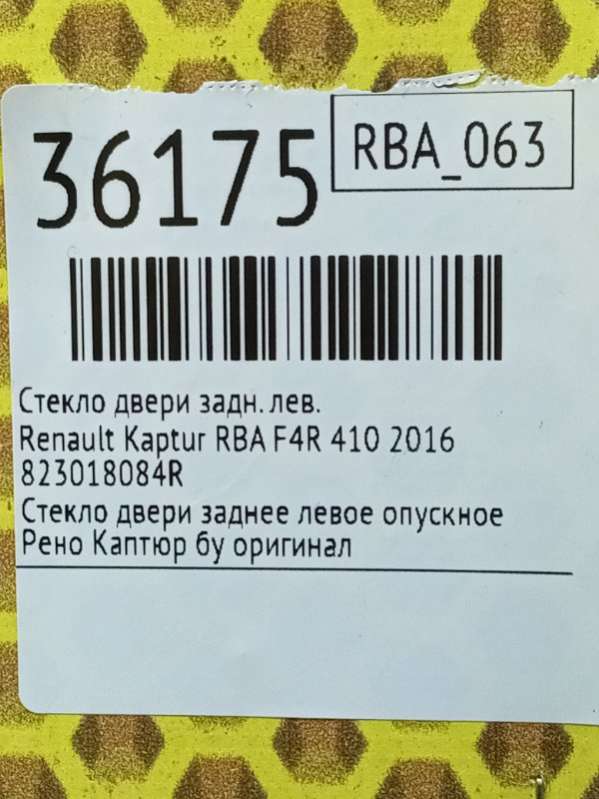 36175
RBA_063
Стекло двери задн. лев.
Renault Kaptur RBA F4R 410 2016
823018084R
Стекло двери заднее левое опускное
Рено Каптюр бу оригинал